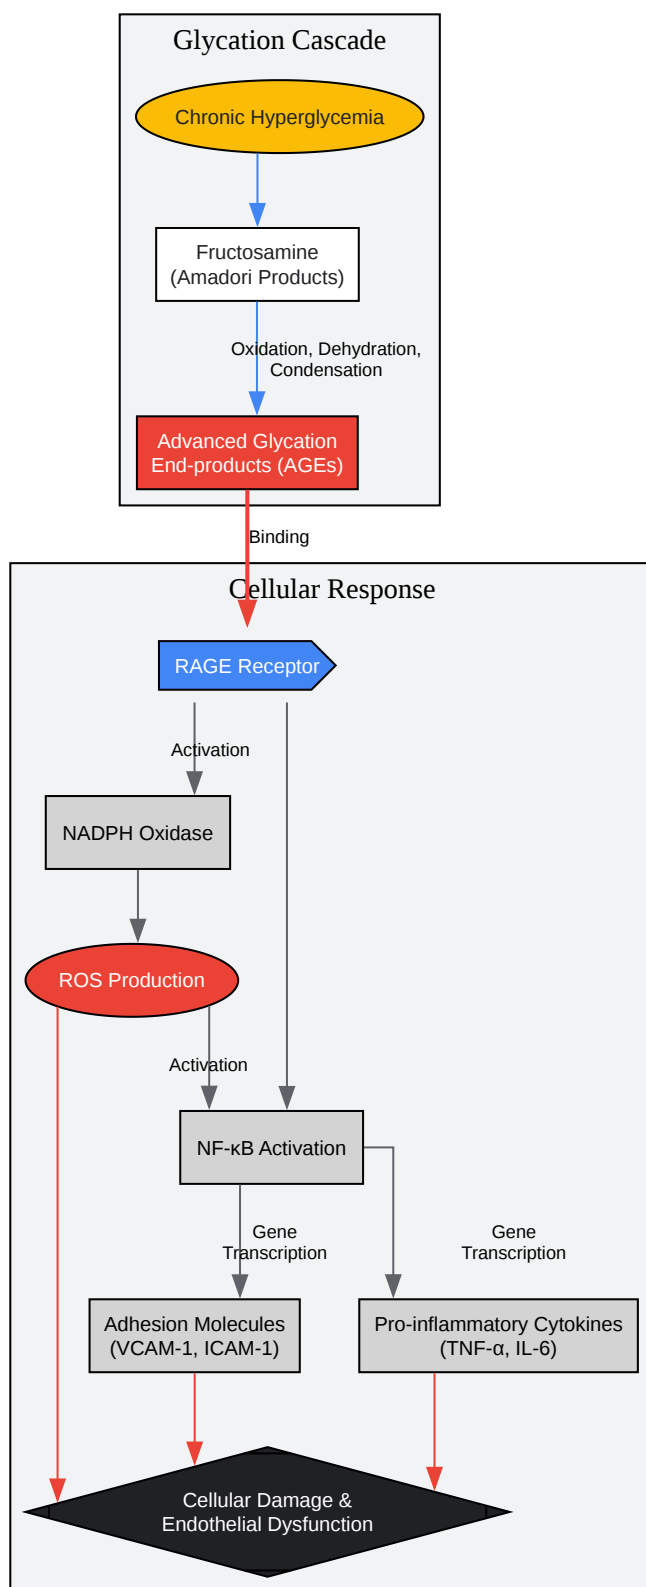 Glycation Cascade
Chronic Hyperglycemia
Fructosamine
(Amadori Products)
Oxidation, Dehydration,
Condensation
Advanced Glycation
End-products (AGEs)
Binding
Cellular Response
RAGE Receptor
Activation
NADPH Oxidase
ROS Production
Activation
NF-κB Activation
Gene
Transcription
Gene
Transcription
Adhesion Molecules
(VCAM-1, ICAM-1)
Pro-inflammatory Cytokines
(TNF-α, IL-6)
Cellular Damage &
Endothelial Dysfunction